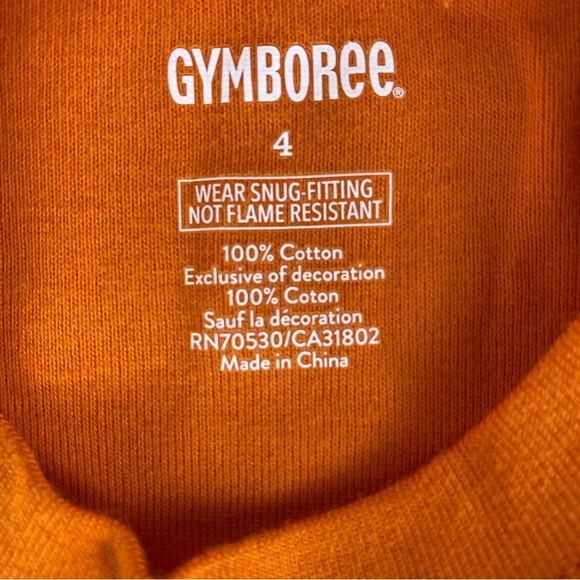 GYMBOREE®
4
WEAR SNUG-FITTING
NOT FLAME RESISTANT
100% Cotton
Exclusive of decoration
100% Coton
Sauf la décoration
RN70530/CA31802
Made in China